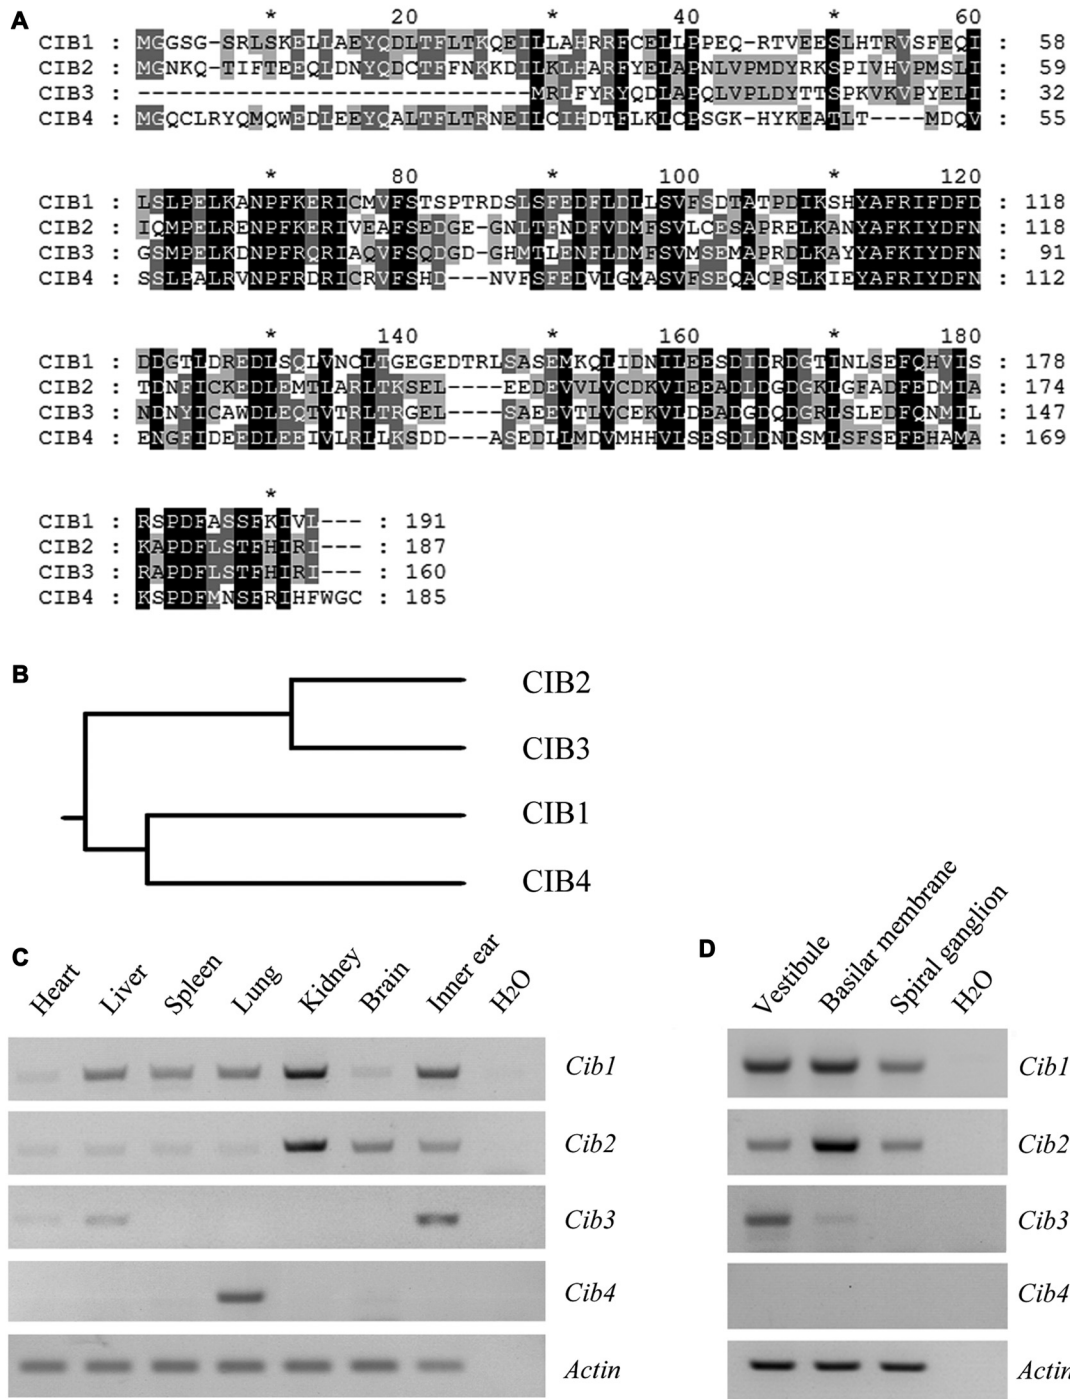 A
* 20 * 40 * 60
CIB1 : MGGSG-SRLSKELLAEYQDLTFLTKQEILLAHRRFCELLPPEQ-RTVEESLHTRVSFEQI : 58
CIB2 : MGNKQ-TIFTEEQLDNYQDCTFFNKKDILKLHARFYELAPNLVPMDYRKSPIVHVPMSLI : 59
CIB3 : ----------------------------MRLFYRYQDLAPQLVPLDYTTSPKVKVPYELI : 32
CIB4 : MGQCLRYQMQWEDLEEYQALTFLTRNEILCIHDTFLKLCPSGK-HYKEATLT----MDQV : 55
* 80 * 100 * 120
CIB1 : LSLPELKANPFKERICMVFSTSPTRDSLSFEDFLDLLSVFSDTATPDIKSHYAFRIFDFD : 118
CIB2 : IQMPELRENPFKERIVEAFSEDGE-GNLTFNDFVDMFSVLCESAPRELKANYAFKIYDFN : 118
CIB3 : GSMPELKDNPFRQRIAQVFSQDGD-GHMTLENFLDMFSVMSEMAPRDLKAYYAFKIYDFN : 91
CIB4 : SSLPALRVNPFRDRICRVFSHD---NVFSFEDVLGMASVFSEQACPSLKIEYAFRIYDFN : 112
* 140 * 160 * 180
CIB1 : DDGTLDREDLSQLVNCLTGEGEDTRLSASEMKQLIDNILEESDIDRDGTINLSEFQHVIS : 178
CIB2 : TDNFICKEDLEMTLARLTKSEL----EEDEVVLVCDKVIEEADLDGDGKLGFADFEDMIA : 174
CIB3 : NDNYICAWDLEQTVTRLTRGEL----SAEEVTLVCEKVLDEADGDQDGRLSLEDFQNMIL : 147
CIB4 : ENGFIDEEDLEEIVLRLLKSDD---ASEDLLMDVMHHVLSESDLDNDSMLSFSEFEHAMA : 169
*
CIB1 : RSPDFASSFKIVL--- : 191
CIB2 : KAPDFLSTFHIRI--- : 187
CIB3 : RAPDFLSTFHIRI--- : 160
CIB4 : KSPDFMNSFRIHFWGC : 185
B
CIB2
CIB3
CIB1
CIB4
C
Heart Liver Spleen Lung Kidney Brain Inner ear H2O
Cib1
Cib2
Cib3
Cib4
Actin
D
Vestibule Basilar membrane Spiral ganglion H2O
Cib1
Cib2
Cib3
Cib4
Actin